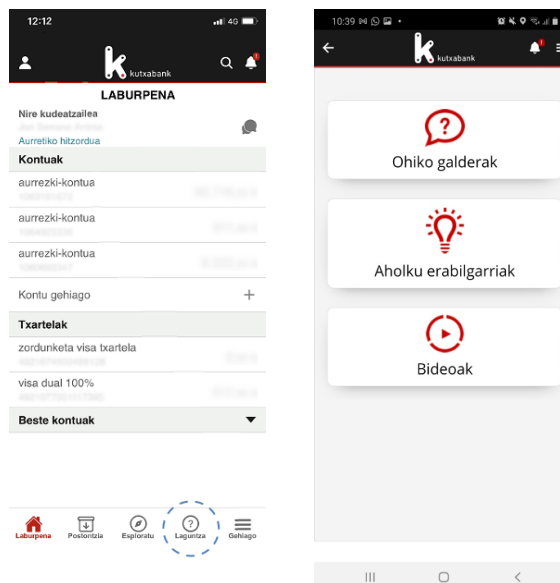 12:12
4G
kutxabank
LABURPENA
Nire kudeatzailea
Aurretiko hitzordua
Kontuak
aurrezki-kontua
aurrezki-kontua
aurrezki-kontua
Kontu gehiago +
Txartelak
zordunketa visa txartela
visa dual 100%
Beste kontuak
Laburpena Postontzia Esploratu Laguntza Gehiago
10:39
kutxabank
Ohiko galderak
Aholku erabilgarriak
Bideoak